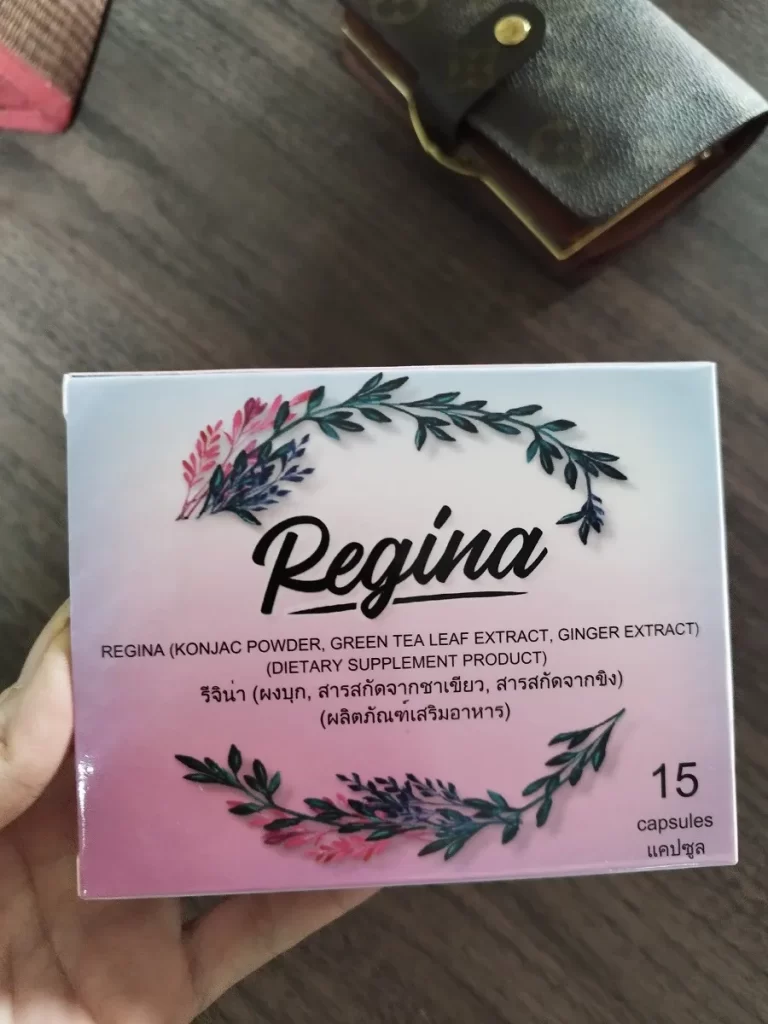 Regina
REGINA (KONJAC POWDER, GREEN TEA LEAF EXTRACT, GINGER EXTRACT)
(DIETARY SUPPLEMENT PRODUCT)
รีจิน่า (ผงบุก, สารสกัดจากชาเขียว, สารสกัดจากขิง)
(ผลิตภัณฑ์เสริมอาหาร)
15
capsules
แคปซูล